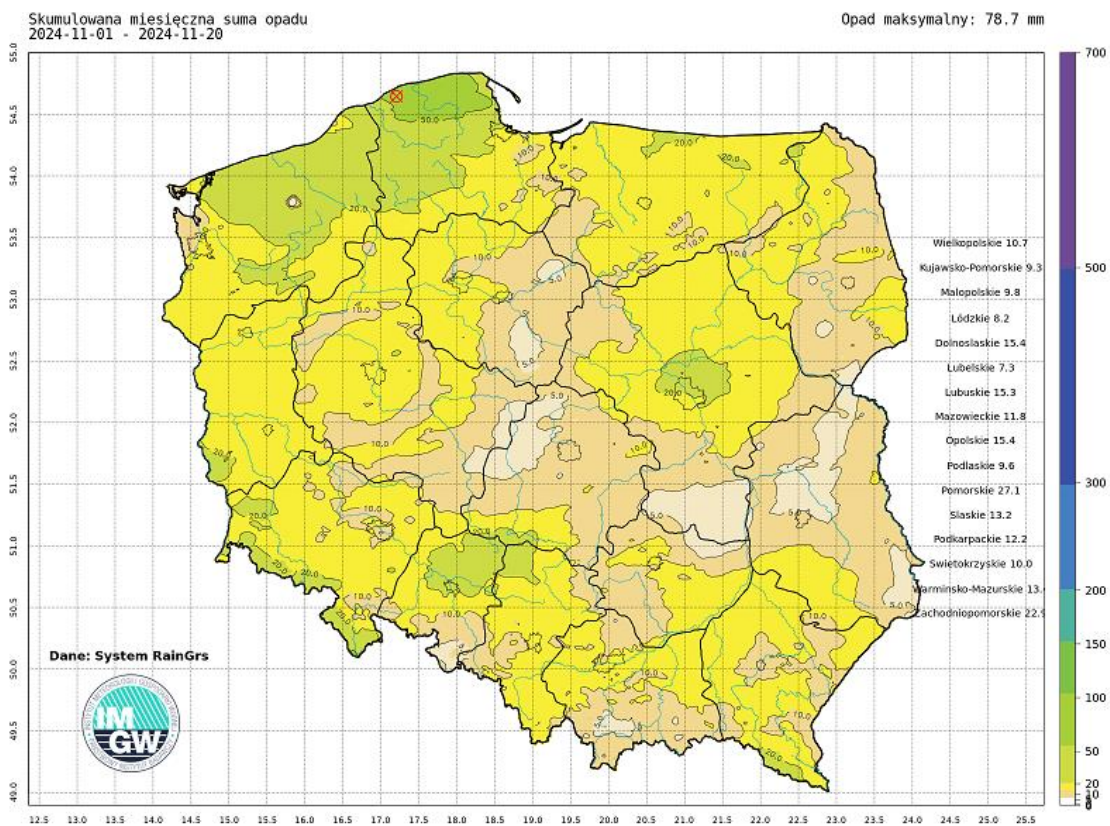 Skumulowana miesięczna suma opadu
2024-11-01 - 2024-11-20
Opad maksymalny: 78.7 mm
Wielkopolskie 10.7
Kujawsko-Pomorskie 9.3
Malopolskie 9.8
Lódzkie 8.2
Dolnoslaskie 15.4
Lubelskie 7.3
Lubuskie 15.3
Mazowieckie 11.8
Opolskie 15.4
Podlaskie 9.6
Pomorskie 27.1
Slaskie 13.2
Podkarpackie 12.2
Swietokrzyskie 10.0
Warminsko-Mazurskie 13.
Zachodniopomorskie 22.9
Dane: System RainGrs
IM
GW
700
500
300
200
150
100
50
20
10
55.0
54.5
54.0
53.5
53.0
52.5
52.0
51.5
51.0
50.5
50.0
49.5
49.0
12.5 13.0 13.5 14.0 14.5 15.0 15.5 16.0 16.5 17.0 17.5 18.0 18.5 19.0 19.5 20.0 20.5 21.0 21.5 22.0 22.5 23.0 23.5 24.0 24.5 25.0 25.5